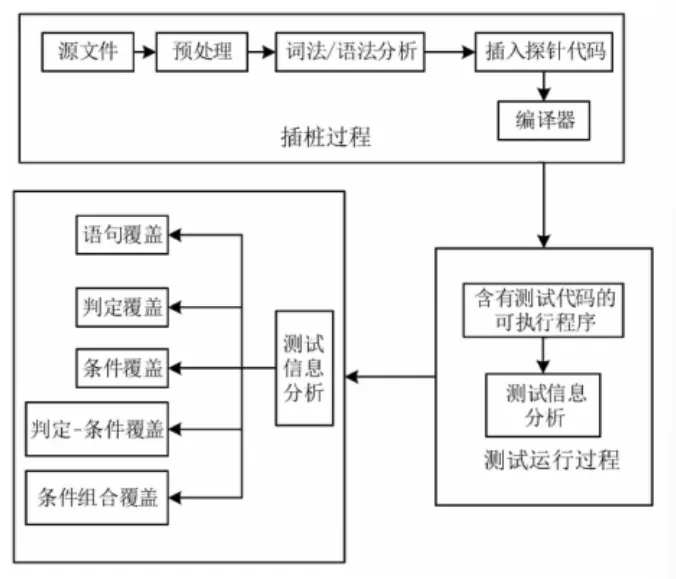 源文件
预处理
词法/语法分析
插入探针代码
编译器
插桩过程
语句覆盖
判定覆盖
条件覆盖
判定-条件覆盖
条件组合覆盖
测试
信息
分析
含有测试代码的
可执行程序
测试信息
分析
测试运行过程